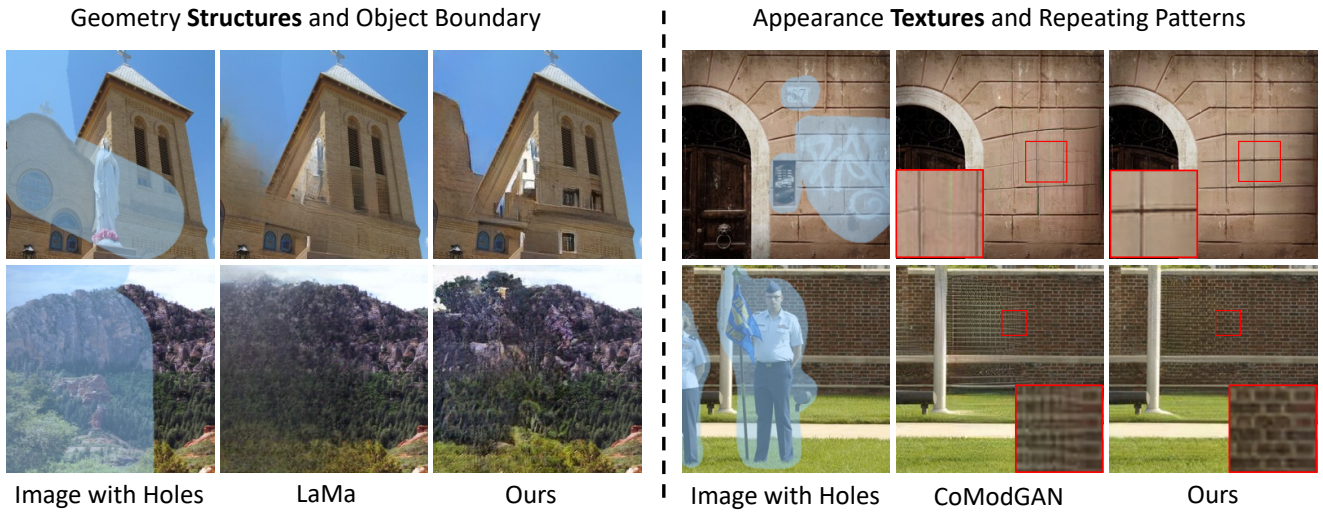 Geometry Structures and Object Boundary
Appearance Textures and Repeating Patterns
Image with Holes
LaMa
Ours
Image with Holes
CoModGAN
Ours